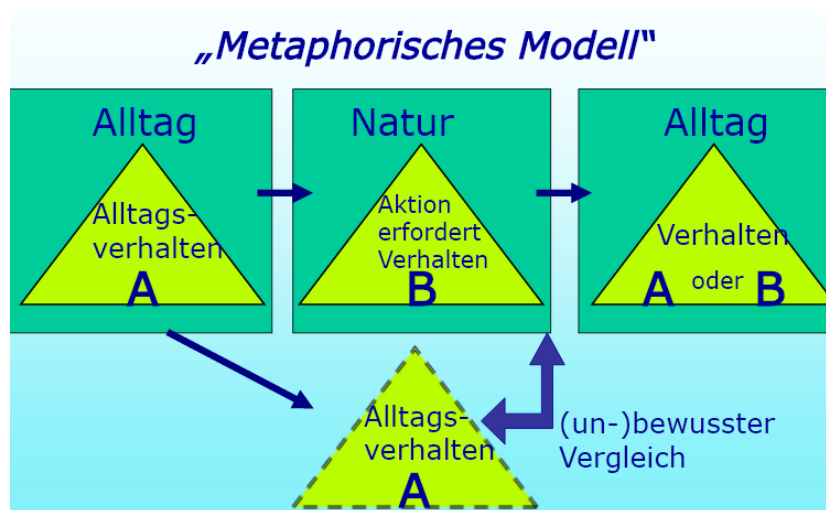 „Metaphorisches Modell“
Alltag
Alltags-
verhalten
A
Natur
Aktion
erfordert
Verhalten
B
Alltag
Verhalten
A oder B
Alltags-
verhalten
A
(un-)bewusster
Vergleich